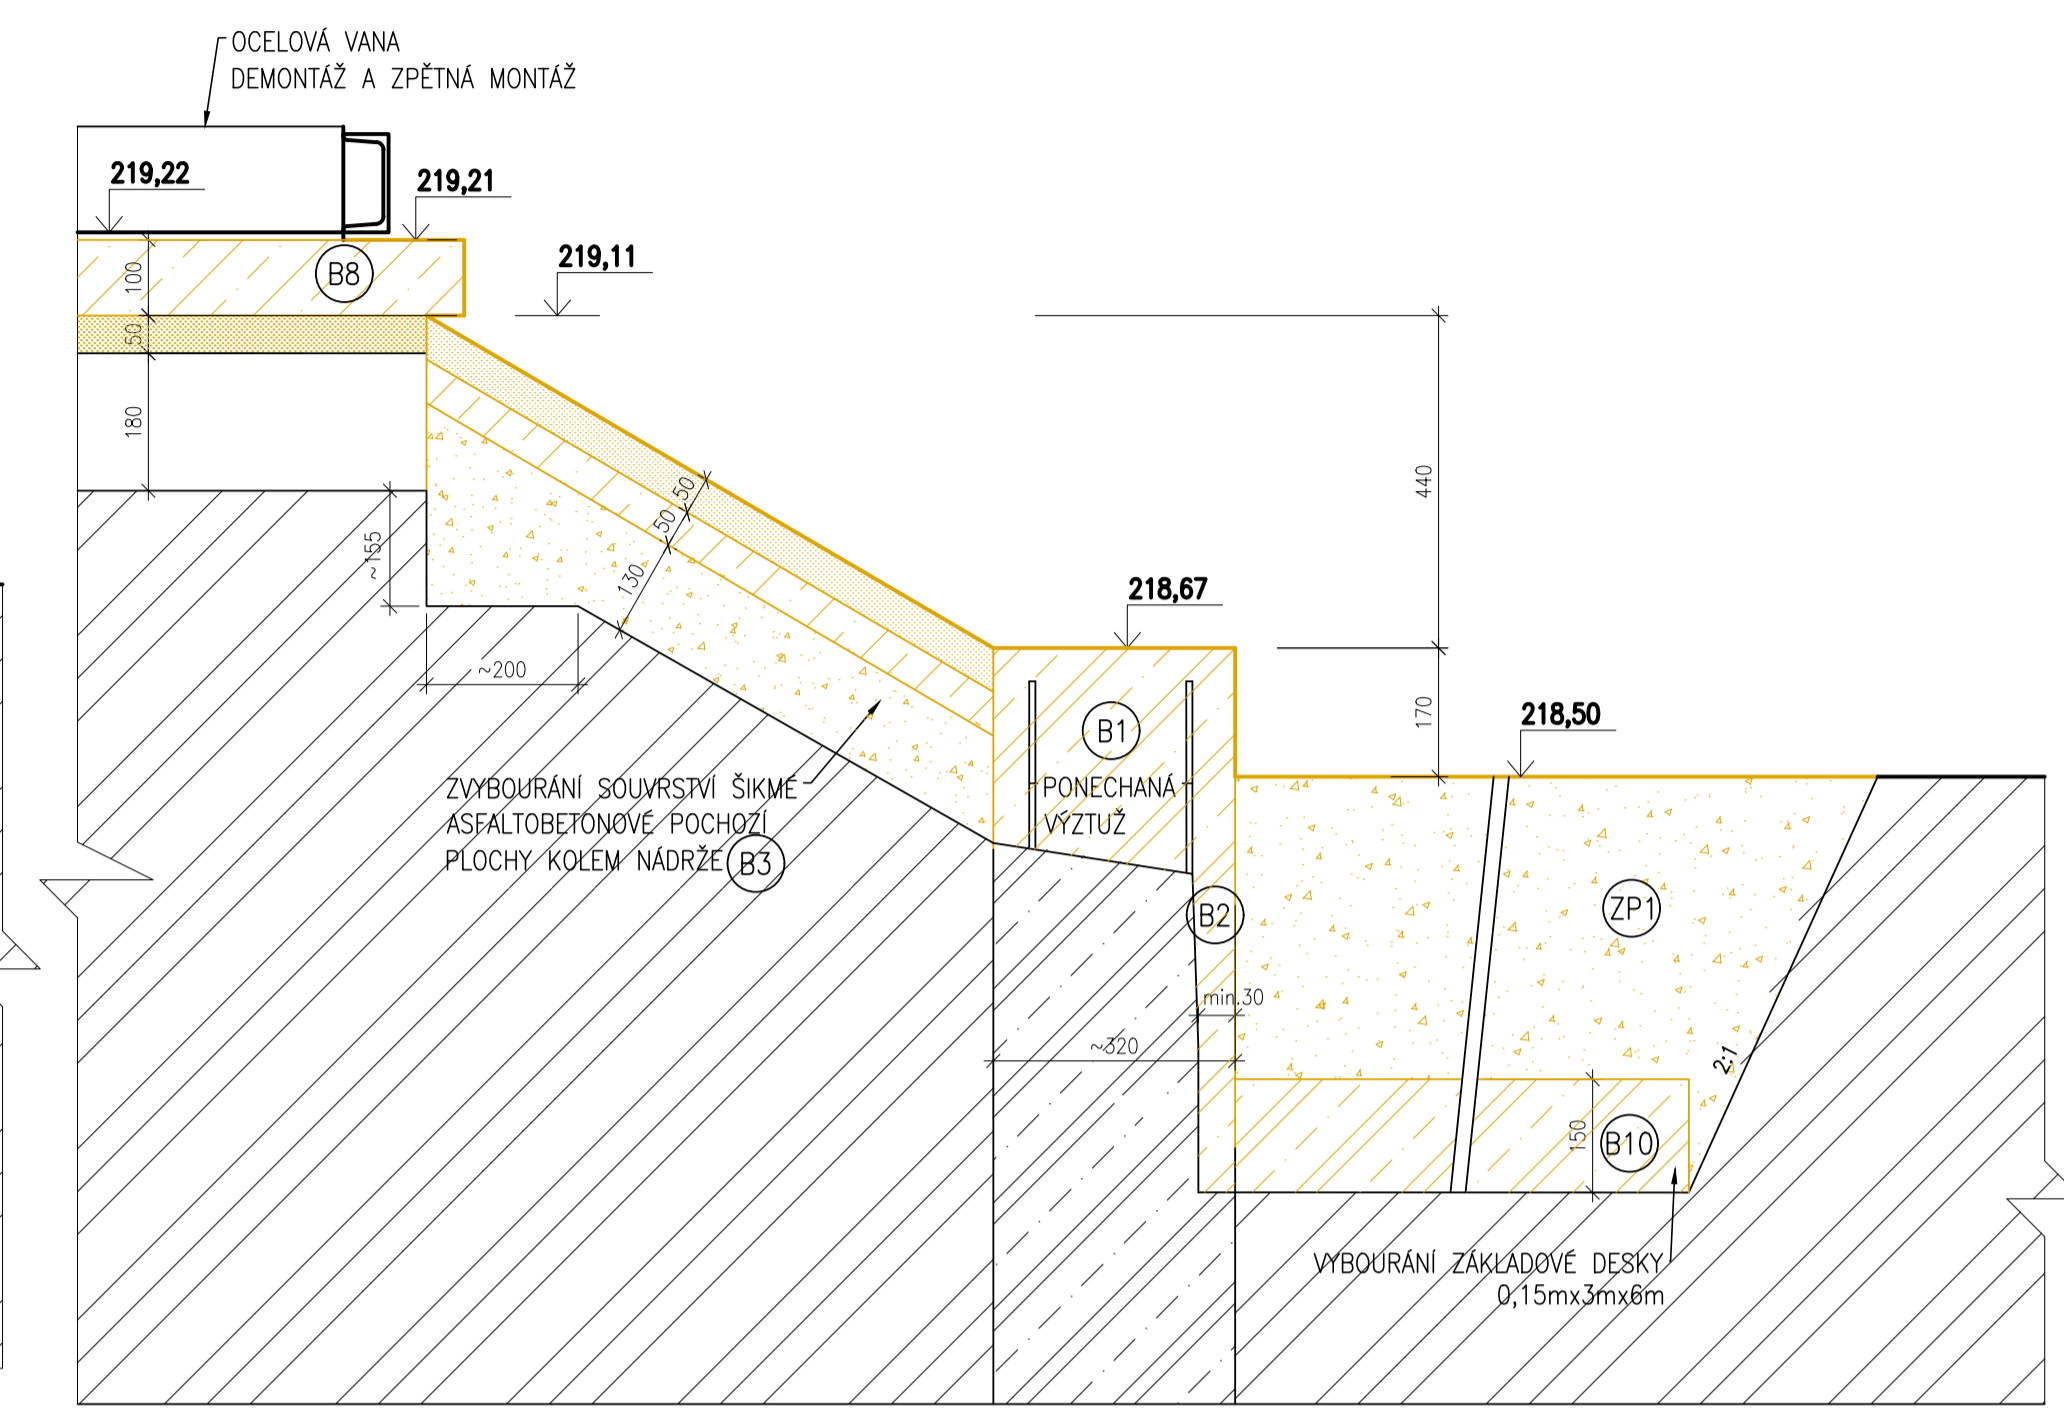 OCELOVÁ VANA
DEMONTÁŽ A ZPĚTNÁ MONTÁŽ
219,22
219,21
219,11
B8
100
50
180
~155
~200
50
50
130
440
170
218,67
218,50
B1
PONECHANÁ
VÝZTUŽ
ZVYBOURÁNÍ SOUVRSTVÍ ŠIKMÉ
ASFALTOBETONOVÉ POCHOZÍ
PLOCHY KOLEM NÁDRŽE B3
B2
ZP1
min.30
~320
2:1
150
B10
VYBOURÁNÍ ZÁKLADOVÉ DESKY
0,15mx3mx6m